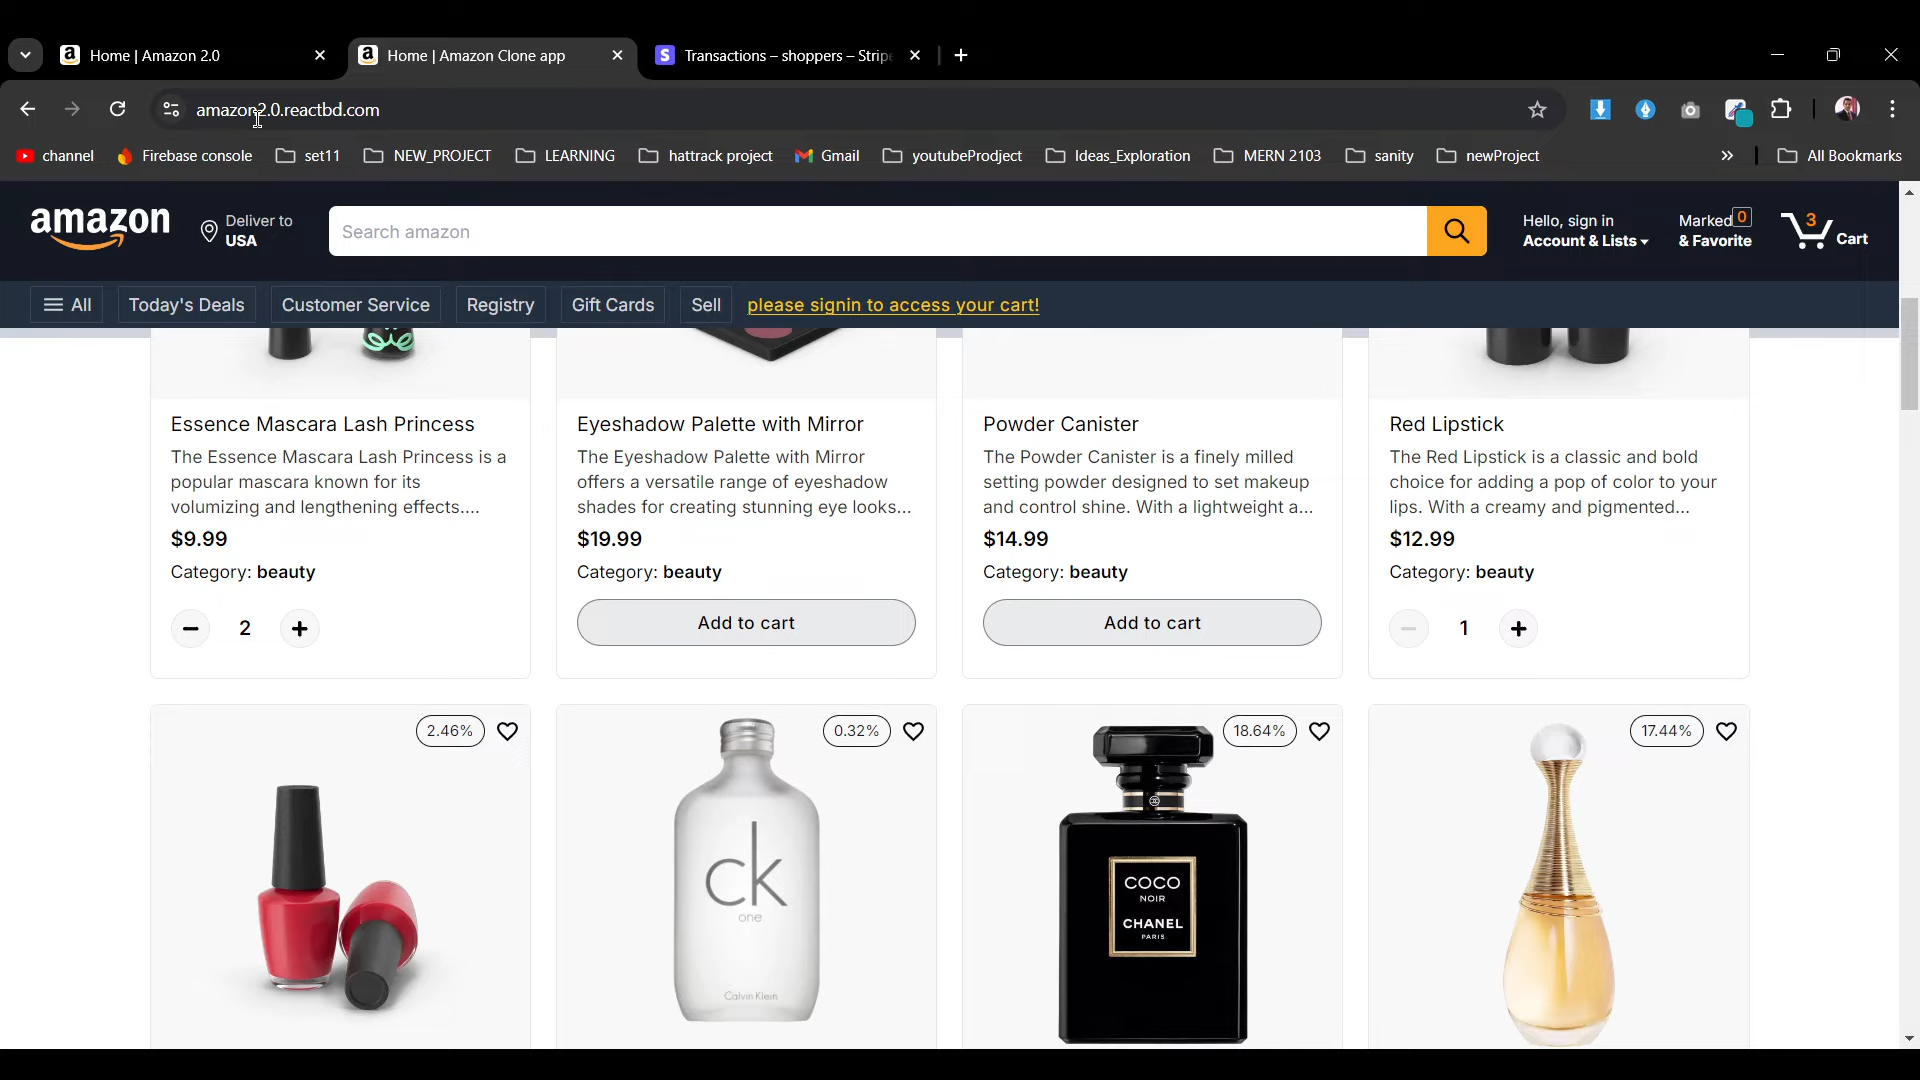 Home | Amazon 2.0
Home | Amazon Clone app
Transactions – shoppers – Stripe
amazon2.0.reactbd.com
channel
Firebase console
set11
NEW_PROJECT
LEARNING
hattrack project
Gmail
youtubeProdject
Ideas_Exploration
MERN 2103
sanity
newProject
All Bookmarks
amazon
Deliver to
USA
Search amazon
Hello, sign in
Account & Lists
Marked 0
& Favorite
3
Cart
All
Today's Deals
Customer Service
Registry
Gift Cards
Sell
please signin to access your cart!
Essence Mascara Lash Princess
The Essence Mascara Lash Princess is a
popular mascara known for its
volumizing and lengthening effects....
$9.99
Category: beauty
2
Eyeshadow Palette with Mirror
The Eyeshadow Palette with Mirror
offers a versatile range of eyeshadow
shades for creating stunning eye looks...
$19.99
Category: beauty
Add to cart
Powder Canister
The Powder Canister is a finely milled
setting powder designed to set makeup
and control shine. With a lightweight a...
$14.99
Category: beauty
Add to cart
Red Lipstick
The Red Lipstick is a classic and bold
choice for adding a pop of color to your
lips. With a creamy and pigmented...
$12.99
Category: beauty
1
2.46%
0.32%
ck
one
Calvin Klein
18.64%
COCO
NOIR
CHANEL
PARIS
17.44%